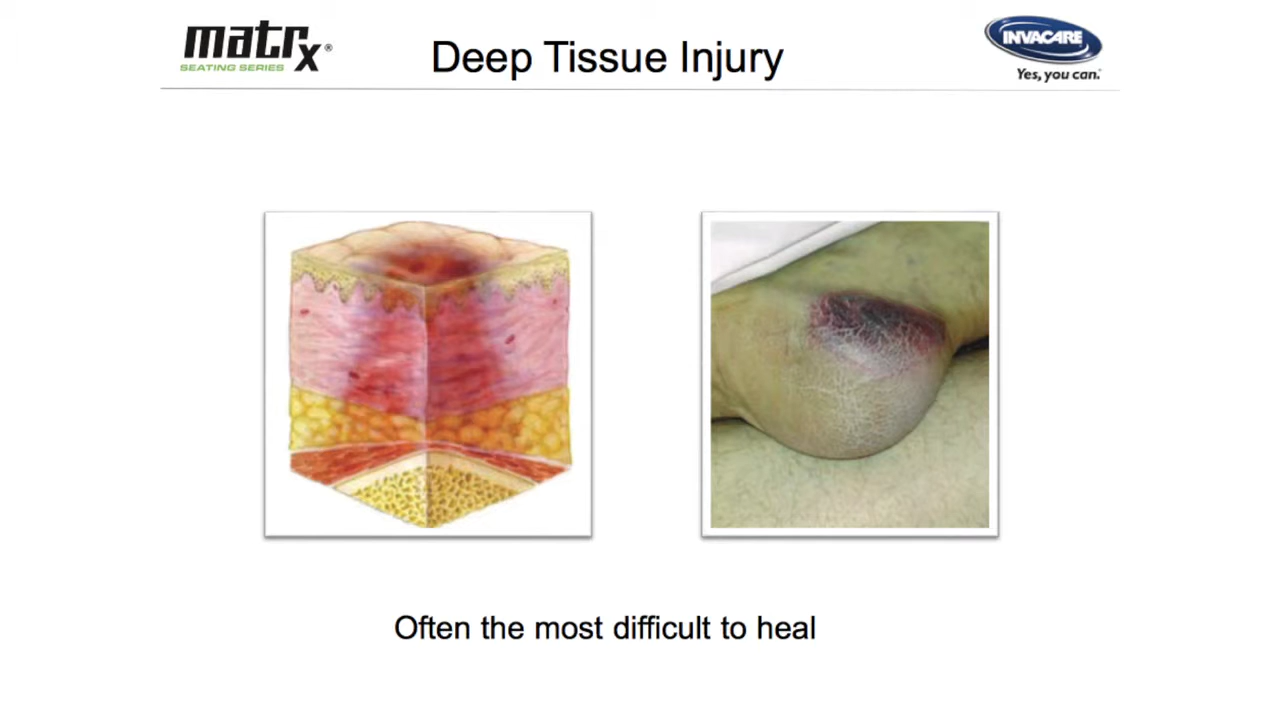 matrx®
SEATING SERIES
Deep Tissue Injury
INVACARE
Yes, you can.®
Often the most difficult to heal